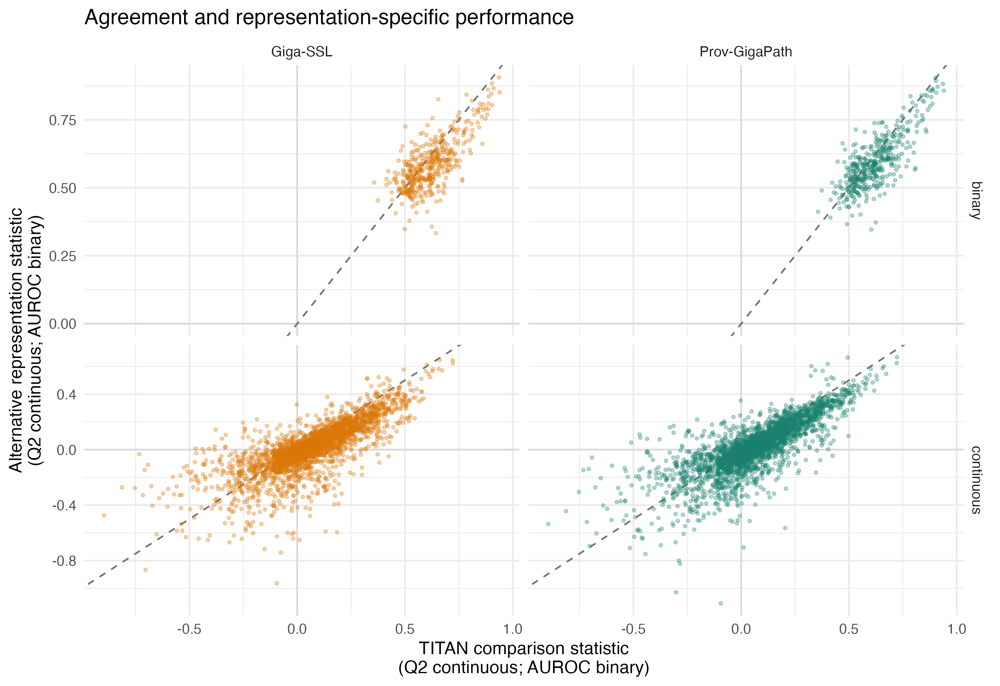 Agreement and representation-specific performance
Giga-SSL
Prov-GigaPath
Alternative representation statistic
(Q2 continuous; AUROC binary)
0.75
0.50
0.25
0.00
binary
0.4
0.0
-0.4
-0.8
continuous
-0.5
0.0
0.5
1.0
-0.5
0.0
0.5
1.0
TITAN comparison statistic
(Q2 continuous; AUROC binary)